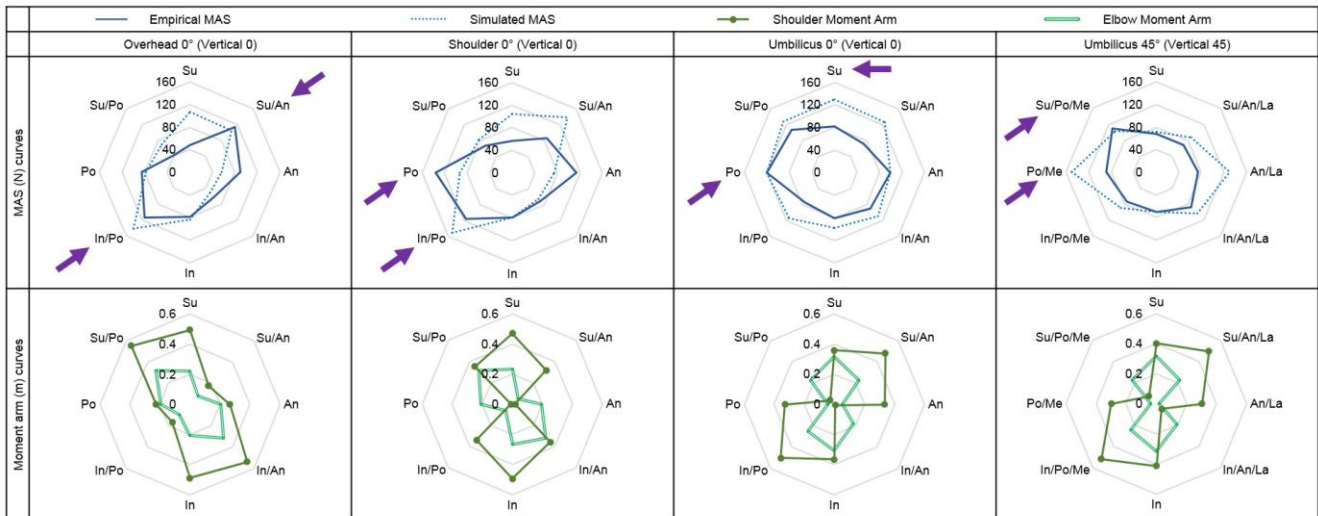 Empirical MAS Simulated MAS Shoulder Moment Arm Elbow Moment Arm
Overhead 0° (Vertical 0) Shoulder 0° (Vertical 0) Umbilicus 0° (Vertical 0) Umbilicus 45° (Vertical 45)
MAS (N) curves
Su
160
120
80
40
0
Su/An
An
In/An
In
In/Po
Po
Su/Po
Su
160
120
80
40
0
Su/An
An
In/An
In
In/Po
Po
Su/Po
Su
160
120
80
40
0
Su/An
An
In/An
In
In/Po
Po
Su/Po
Su
160
120
80
40
0
Su/An/La
An/La
In/An/La
In
In/Po/Me
Po/Me
Su/Po/Me
Moment arm (m) curves
Su
0.6
0.4
0.2
0
Su/An
An
In/An
In
In/Po
Po
Su/Po
Su
0.6
0.4
0.2
0
Su/An
An
In/An
In
In/Po
Po
Su/Po
Su
0.6
0.4
0.2
0
Su/An
An
In/An
In
In/Po
Po
Su/Po
Su
0.6
0.4
0.2
0
Su/An/La
An/La
In/An/La
In
In/Po/Me
Po/Me
Su/Po/Me